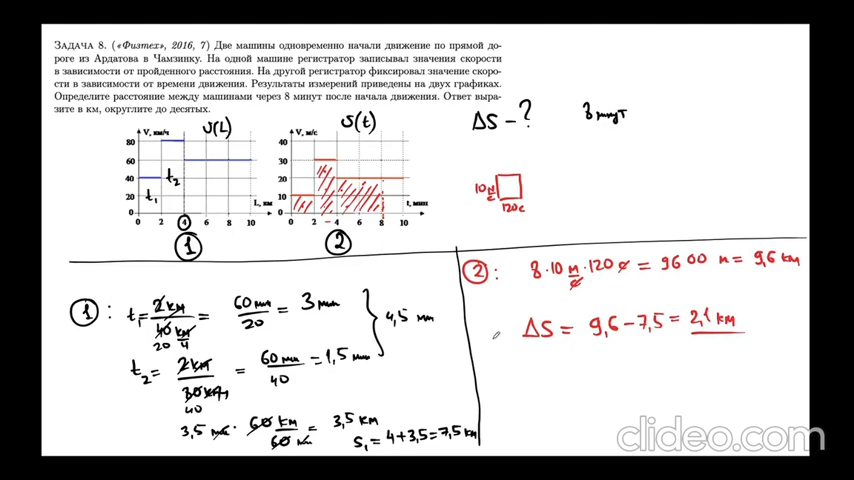 ЗАДАЧА 8. («Физтех», 2016, 7) Две машины одновременно начали движение по прямой до-
роге из Ардатова в Чамзинку. На одной машине регистратор записывал значения скорости
в зависимости от пройденного расстояния. На другой регистратор фиксировал значение скоро-
сти в зависимости от времени движения. Результаты измерений приведены на двух графиках.
Определите расстояние между машинами через 8 минут после начала движения. Ответ выра-
зите в км, округлите до десятых.
ΔS - ?
8 минут
V, км/ч
υ(L)
80
60
40
20
0
t₁
t₂
0 2 4 6 8 10
L, км
1
V, м/с
υ(t)
40
30
20
10
0
0 2 4 6 8 10
t, мин
2
10 м/с
120с
1 :
t₁ = 2км / 40 км/ч = 60 мин / 20 = 3 мин
20
t₂ = 2км / 80 км/ч = 60 мин / 40 = 1,5 мин
40
4,5 мин
3,5 мин · 60 км / 60 мин = 3,5 км
S₁ = 4+3,5 = 7,5 км
2 :
8 · 10 м/с · 120 с = 9600 м = 9,6 км
ΔS = 9,6 – 7,5 = 2,1 км
clideo.com